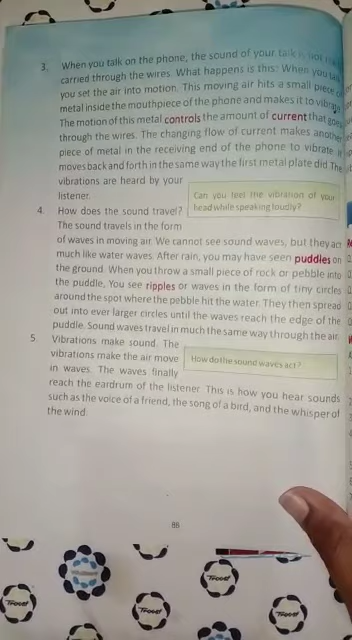 3. When you talk on the phone, the sound of your talk is not
carried through the wires. What happens is this: When you talk
you set the air into motion. This moving air hits a small piece of
metal inside the mouthpiece of the phone and makes it to vibrate
The motion of this metal controls the amount of current that goes
through the wires. The changing flow of current makes another
piece of metal in the receiving end of the phone to vibrate. It
moves back and forth in the same way the first metal plate did. The
vibrations are heard by your
listener.
Can you feel the vibration of your
head while speaking loudly?
4. How does the sound travel?
The sound travels in the form
of waves in moving air. We cannot see sound waves, but they act
much like water waves. After rain, you may have seen puddles on
the ground. When you throw a small piece of rock or pebble into
the puddle, You see ripples or waves in the form of tiny circles
around the spot where the pebble hit the water. They then spread
out into ever larger circles until the waves reach the edge of the
puddle. Sound waves travel in much the same way through the air.
5. Vibrations make sound. The
vibrations make the air move
in waves. The waves finally
How do the sound waves act?
reach the eardrum of the listener. This is how you hear sounds
such as the voice of a friend, the song of a bird, and the whisper of
the wind.
86
Travel
Travel
Travel
Travel